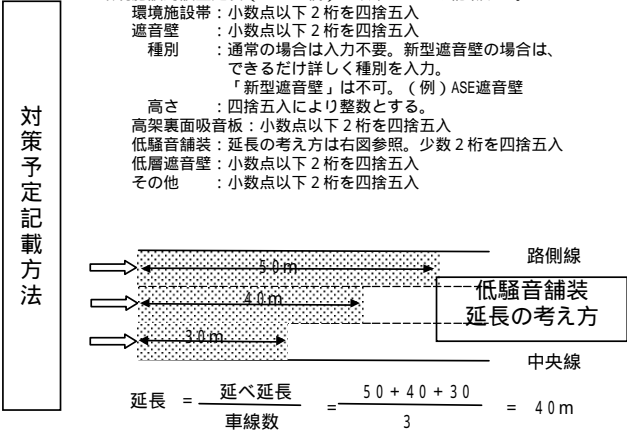 対策予定記載方法
環境施設帯：小数点以下２桁を四捨五入
遮音壁　　：小数点以下２桁を四捨五入
種別　　：通常の場合は入力不要。新型遮音壁の場合は、
できるだけ詳しく種別を入力。
「新型遮音壁」は不可。（例）ASE遮音壁
高さ　　：四捨五入により整数とする。
高架裏面吸音板：小数点以下２桁を四捨五入
低騒音舗装：延長の考え方は右図参照。少数２桁を四捨五入
低層遮音壁：小数点以下２桁を四捨五入
その他　　：小数点以下２桁を四捨五入
路側線
５０ｍ
４０ｍ
３０ｍ
低騒音舗装
延長の考え方
中央線
延長 ＝ 延べ延長 ／ 車線数 ＝ ５０＋４０＋３０ ／ ３ ＝ ４０ｍ